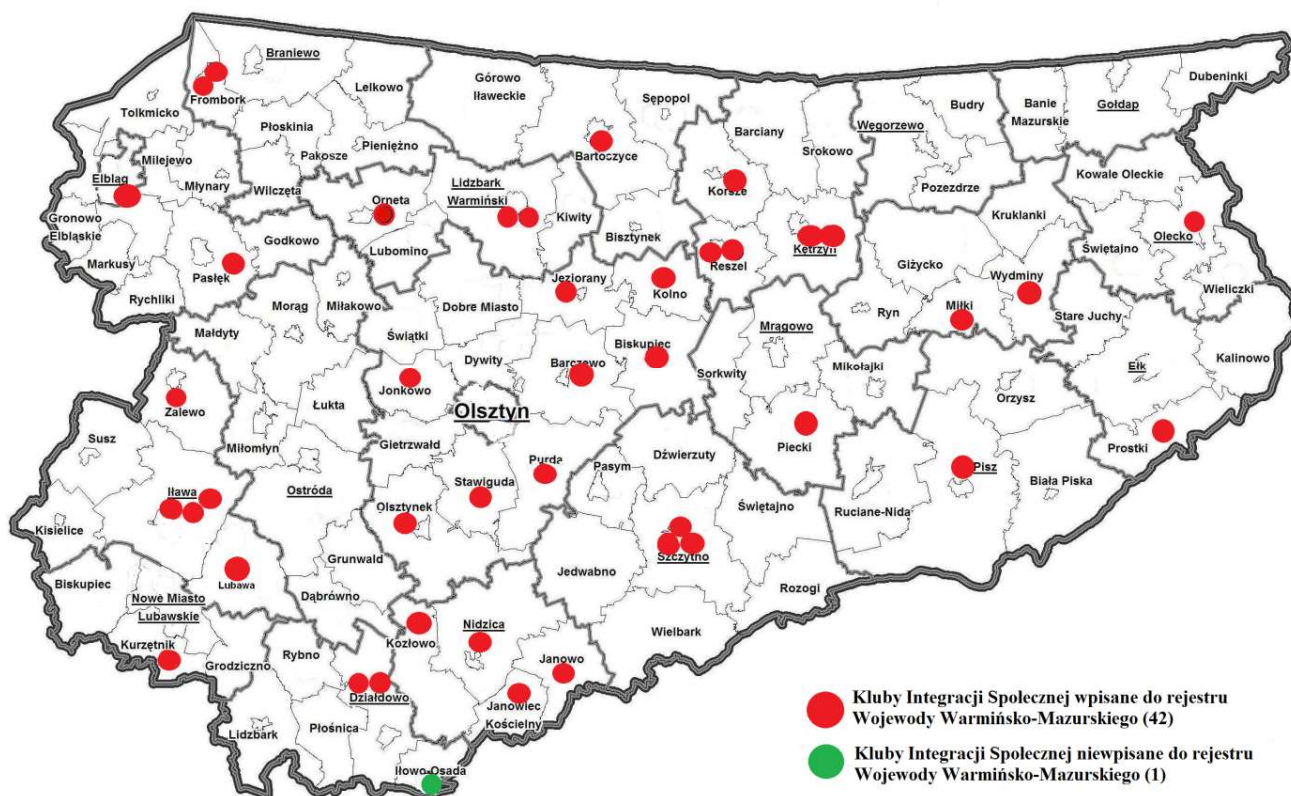 Braniewo
Dubeninki
Górowo
Iławeckie
Lelkowo
Sępopol
Budry
Banie
Mazurskie
Gołdap
Frombork
Tolkmicko
Płoskinia
Barciany
Węgorzewo
Srokowo
Pakosze
Pieniężno
Bartoczyce
Milejewo
Młynary
Wilczęta
Elbląg
Lidzbark
Warmiński
Orneta
Kiwity
Korsze
Pozezdrze
Kowale Oleckie
Gronowo
Elbląskie
Godkowo
Lubomino
Bisztynek
Kętrzyn
Kruklanki
Świętajno
Olecko
Markusy
Pasłęk
Reszel
Giżycko
Wydminy
Rychliki
Morąg
Miłakowo
Dobre Miasto
Jeziorany
Kolno
Ryn
Miłki
Stare Juchy
Wieliczki
Małdyty
Świątki
Dywity
Barczewo
Biskupiec
Mrągowo
Sorkwity
Mikołajki
Ełk
Kalinowo
Jonkowo
Zalewo
Łukta
Olsztyn
Orzysz
Susz
Miłomłyn
Gietrzwałd
Piecki
Prostki
Purda
Pasym
Dźwierzuty
Stawiguda
Pisz
Biała Piska
Iława
Ostróda
Olsztynek
Świętajno
Ruciane-Nida
Kisielice
Szczytno
Grunwald
Jedwabno
Rozogi
Biskupiec
Lubawa
Dąbrówno
Nowe Miasto
Lubawskie
Nidzica
Wielbark
Kurzętnik
Kozłowo
Grodziczno
Rybno
Janowo
Działdowo
Janowiec
Kościelny
Lidzbark
Płośnica
Iłowo-Osada
Kluby Integracji Społecznej wpisane do rejestru
Wojewody Warmińsko-Mazurskiego (42)
Kluby Integracji Społecznej niewpisane do rejestru
Wojewody Warmińsko-Mazurskiego (1)